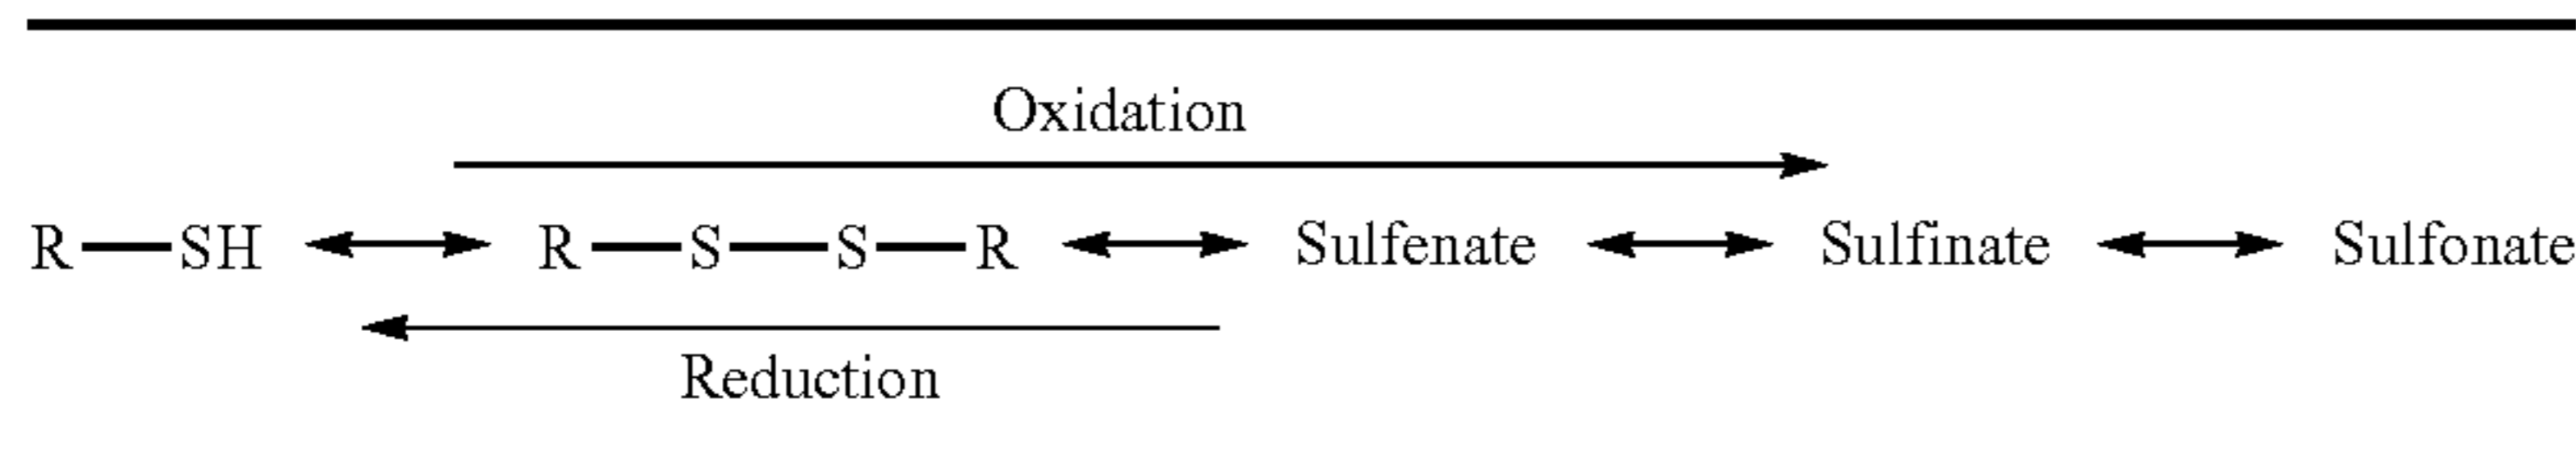 Oxidation
R—SH ⟷ R—S—S—R ⟷ Sulfenate ⟷ Sulfinate ⟷ Sulfonate
Reduction